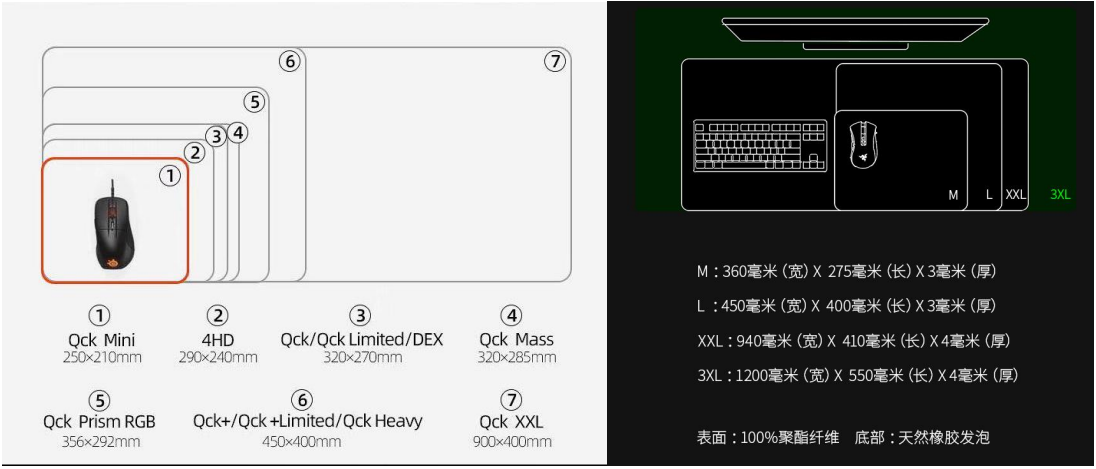 ⑥
⑦
⑤
③
④
②
①
① ② ③ ④
Qck Mini 4HD Qck/Qck Limited/DEX Qck Mass
250×210mm 290×240mm 320×270mm 320×285mm
⑤ ⑥ ⑦
Qck Prism RGB Qck+/Qck +Limited/Qck Heavy Qck XXL
356×292mm 450×400mm 900×400mm
M L XXL 3XL
M：360毫米 (宽) X 275毫米 (长) X 3毫米 (厚)
L：450毫米 (宽) X 400毫米 (长) X 3毫米 (厚)
XXL：940毫米 (宽) X 410毫米 (长) X 4毫米 (厚)
3XL：1200毫米 (宽) X 550毫米 (长) X 4毫米 (厚)
表面：100%聚酯纤维 底部：天然橡胶发泡